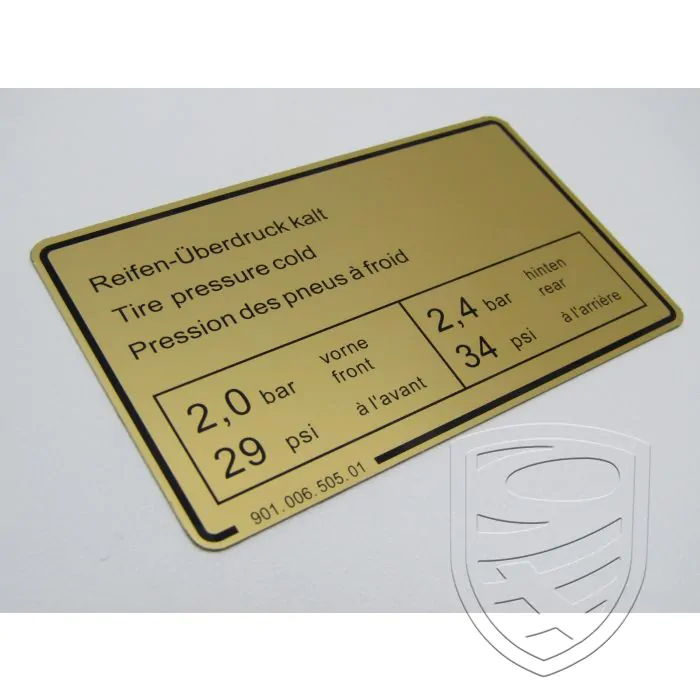 Reifen-Überdruck kalt
Tire pressure cold
Pression des pneus à froid
2,0 bar vorne
front
29 psi à l'avant
2,4 bar hinten
rear
34 psi à l'arrière
901.006.505.01